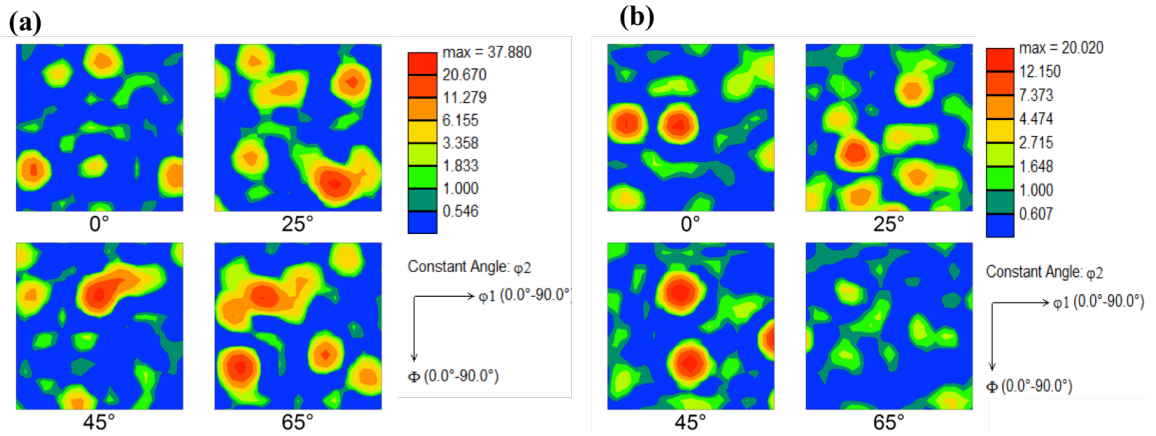 (a)
max = 37.880
20.670
11.279
6.155
3.358
1.833
1.000
0.546
0°
25°
Constant Angle: φ2
φ1 (0.0°-90.0°)
Φ (0.0°-90.0°)
45°
65°
(b)
max = 20.020
12.150
7.373
4.474
2.715
1.648
1.000
0.607
0°
25°
Constant Angle: φ2
φ1 (0.0°-90.0°)
Φ (0.0°-90.0°)
45°
65°